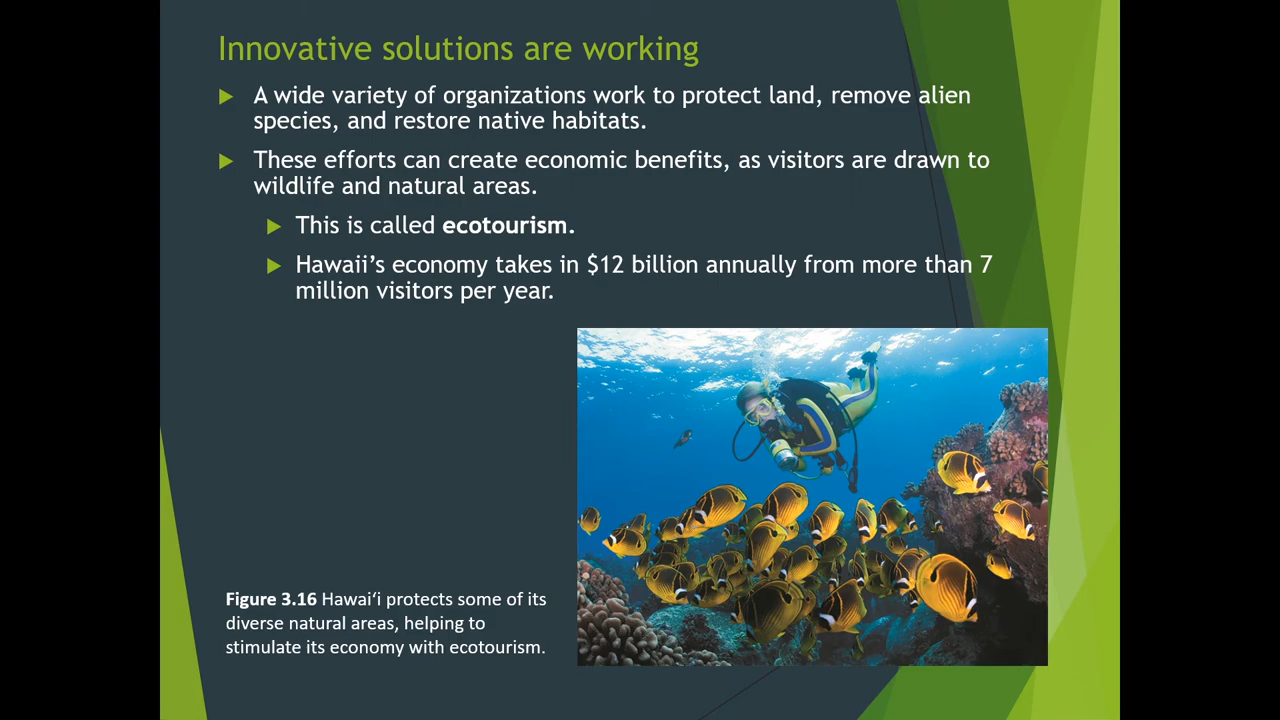 Innovative solutions are working
A wide variety of organizations work to protect land, remove alien
species, and restore native habitats.
These efforts can create economic benefits, as visitors are drawn to
wildlife and natural areas.
This is called ecotourism.
Hawaii’s economy takes in $12 billion annually from more than 7
million visitors per year.
Figure 3.16 Hawai‘i protects some of its
diverse natural areas, helping to
stimulate its economy with ecotourism.